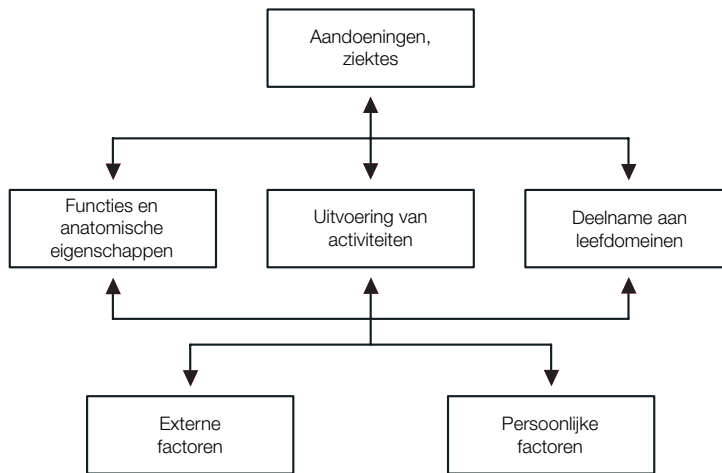 Aandoeningen,
ziektes
Functies en
anatomische
eigenschappen
Uitvoering van
activiteiten
Deelname aan
leefdomeinen
Externe
factoren
Persoonlijke
factoren